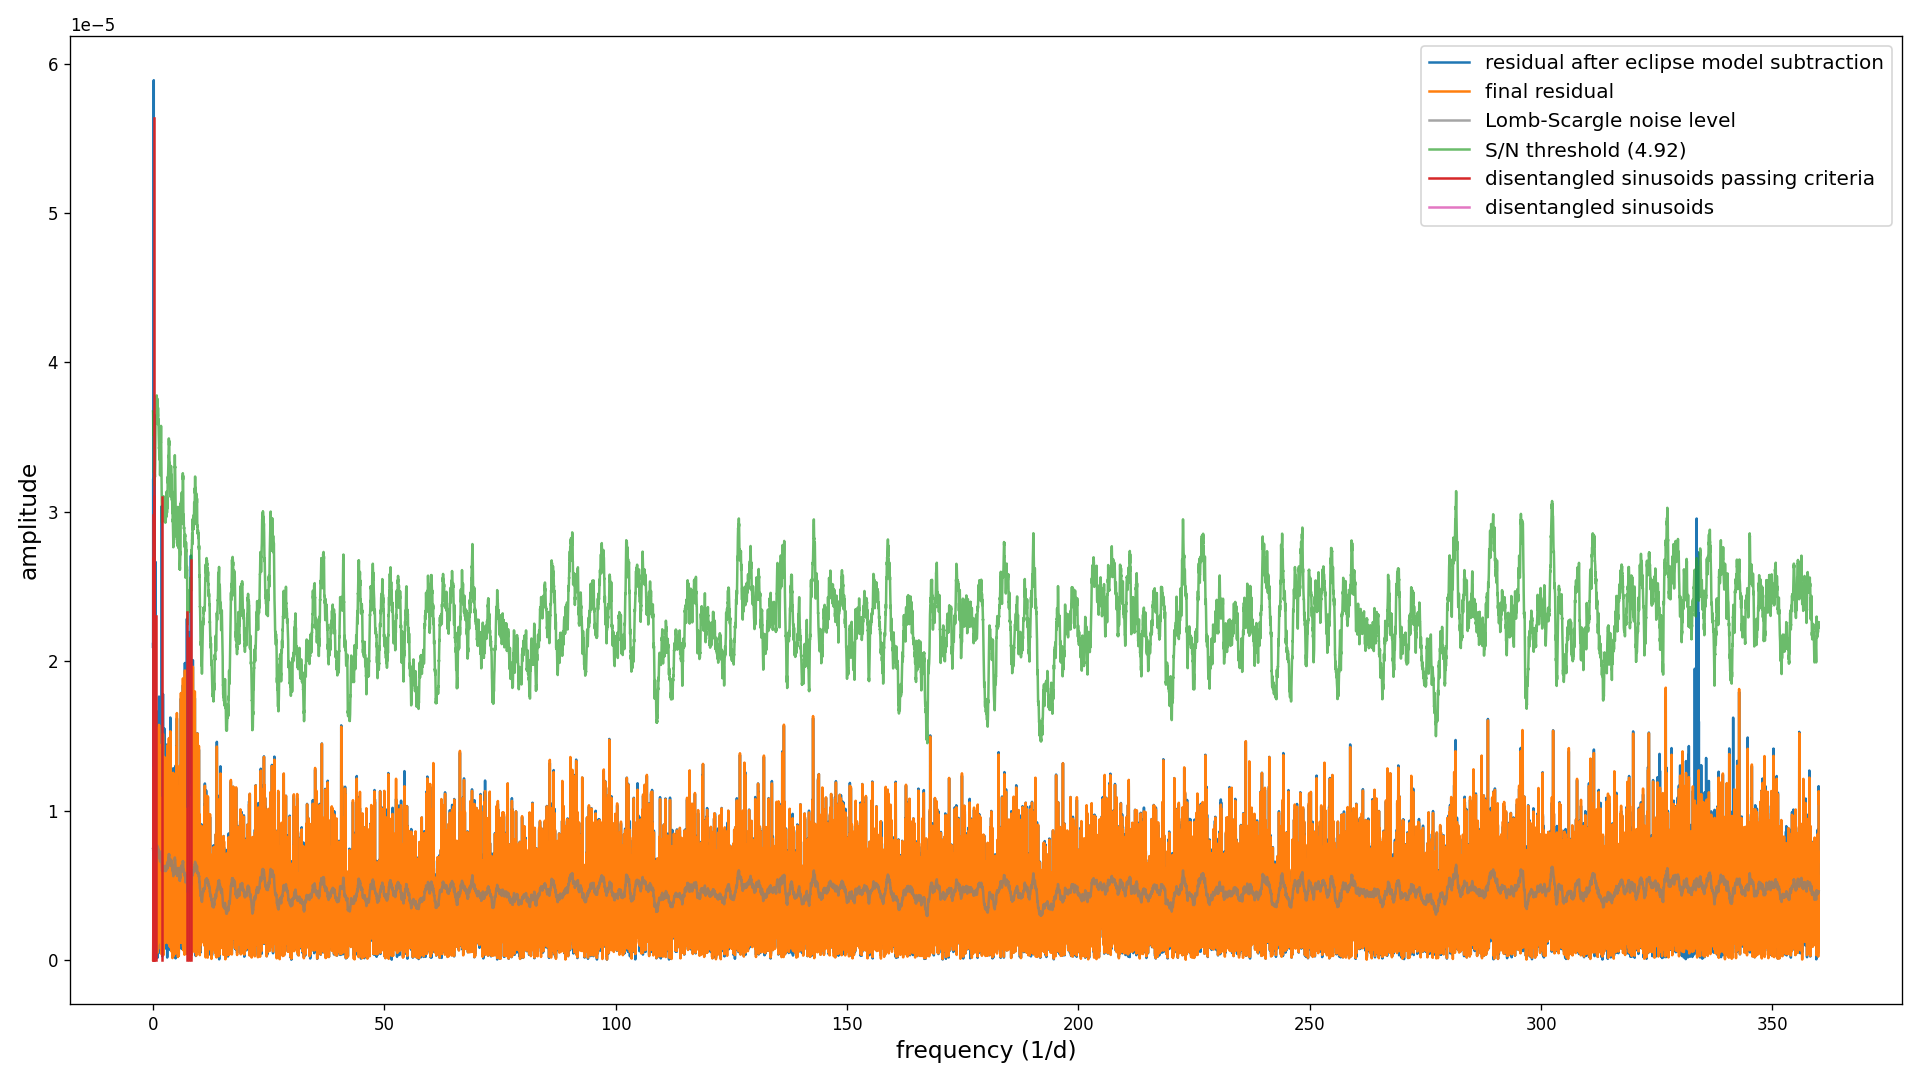 1e−5
6
5
4
3
2
1
0
amplitude
0 50 100 150 200 250 300 350
frequency (1/d)
residual after eclipse model subtraction
final residual
Lomb-Scargle noise level
S/N threshold (4.92)
disentangled sinusoids passing criteria
disentangled sinusoids